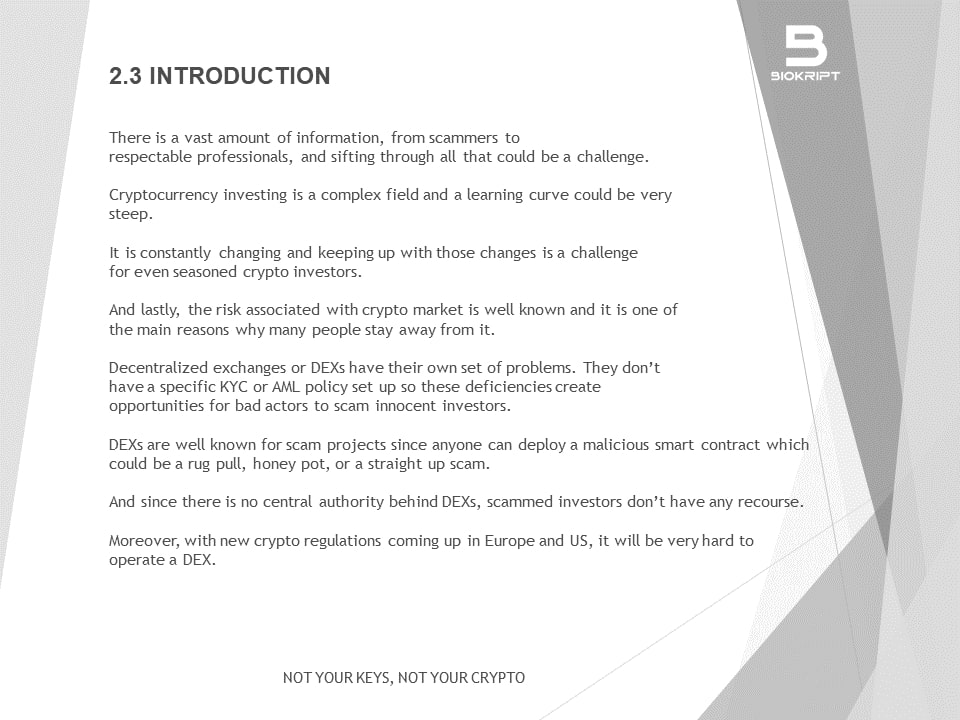 BIOKRIPT
2.3 INTRODUCTION
There is a vast amount of information, from scammers to
respectable professionals, and sifting through all that could be a challenge.
Cryptocurrency investing is a complex field and a learning curve could be very
steep.
It is constantly changing and keeping up with those changes is a challenge
for even seasoned crypto investors.
And lastly, the risk associated with crypto market is well known and it is one of
the main reasons why many people stay away from it.
Decentralized exchanges or DEXs have their own set of problems. They don’t
have a specific KYC or AML policy set up so these deficiencies create
opportunities for bad actors to scam innocent investors.
DEXs are well known for scam projects since anyone can deploy a malicious smart contract which
could be a rug pull, honey pot, or a straight up scam.
And since there is no central authority behind DEXs, scammed investors don’t have any recourse.
Moreover, with new crypto regulations coming up in Europe and US, it will be very hard to
operate a DEX.
NOT YOUR KEYS, NOT YOUR CRYPTO